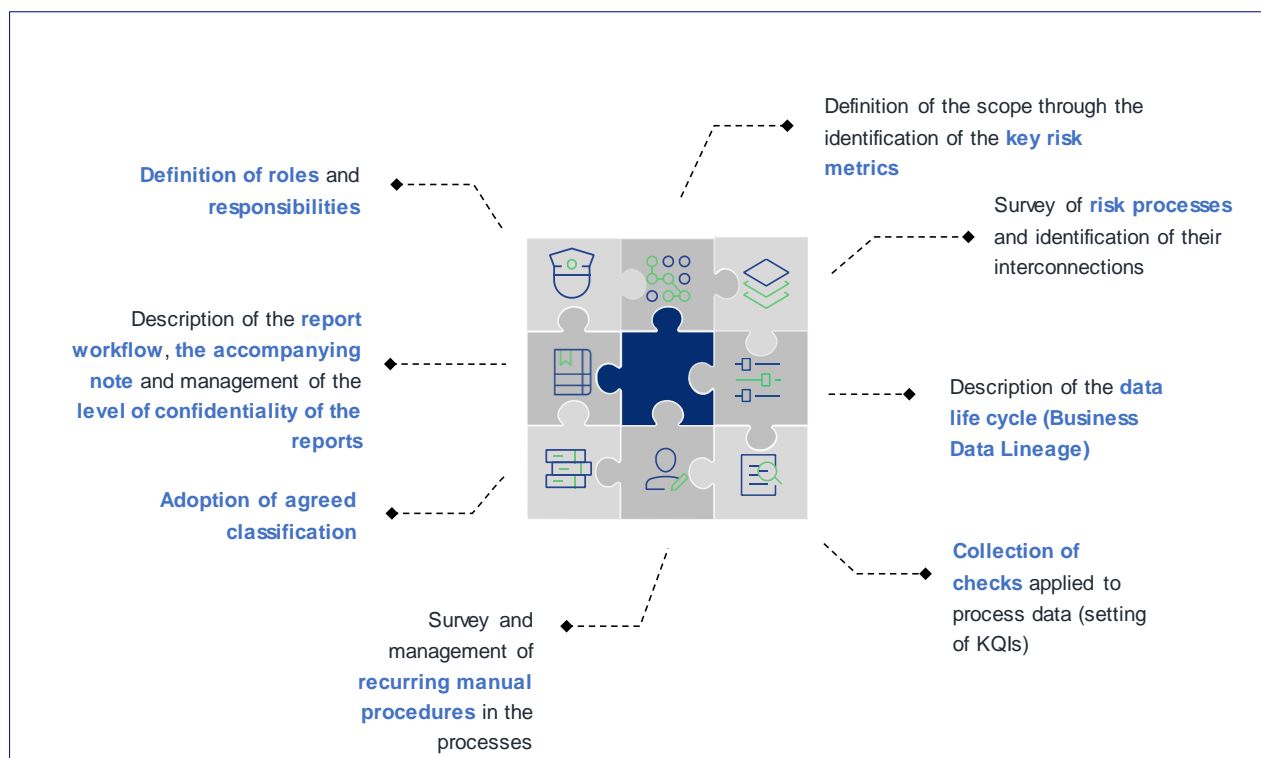 Definition of the scope through the
identification of the key risk
metrics
Definition of roles and
responsibilities
Survey of risk processes
and identification of their
interconnections
Description of the report
workflow, the accompanying
note and management of the
level of confidentiality of the
reports
Description of the data
life cycle (Business
Data Lineage)
Adoption of agreed
classification
Collection of
checks applied to
process data (setting
of KQIs)
Survey and
management of
recurring manual
procedures in the
processes